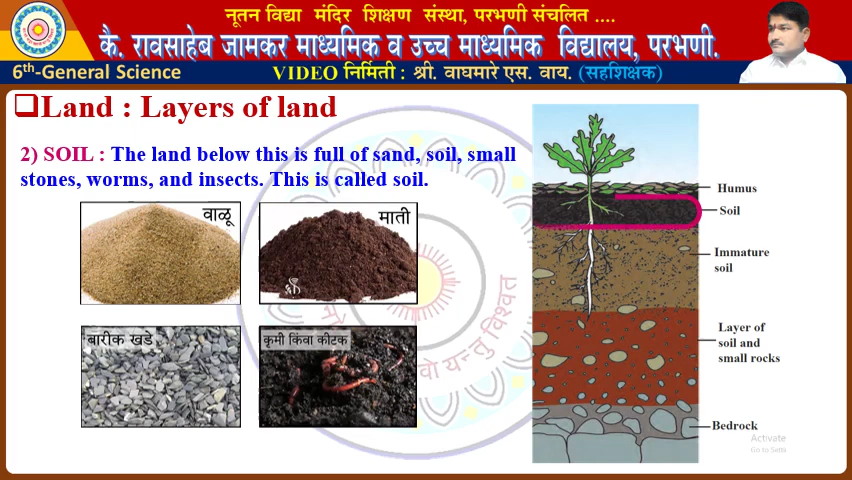 नूतन विद्या मंदिर शिक्षण संस्था, परभणी संचलित ....
कै. रावसाहेब जामकर माध्यमिक व उच्च माध्यमिक विद्यालय, परभणी.
6th-General Science
VIDEO निर्मिती : श्री. वाघमारे एस. वाय. (सहशिक्षक)
❑Land : Layers of land
2) SOIL : The land below this is full of sand, soil, small
stones, worms, and insects. This is called soil.
वाळू
माती
बारीक खडे
कृमी किंवा कीटक
Humus
Soil
Immature
soil
Layer of
soil and
small rocks
Bedrock
Activate
Go to Setti
वो यन्तु विश्वत